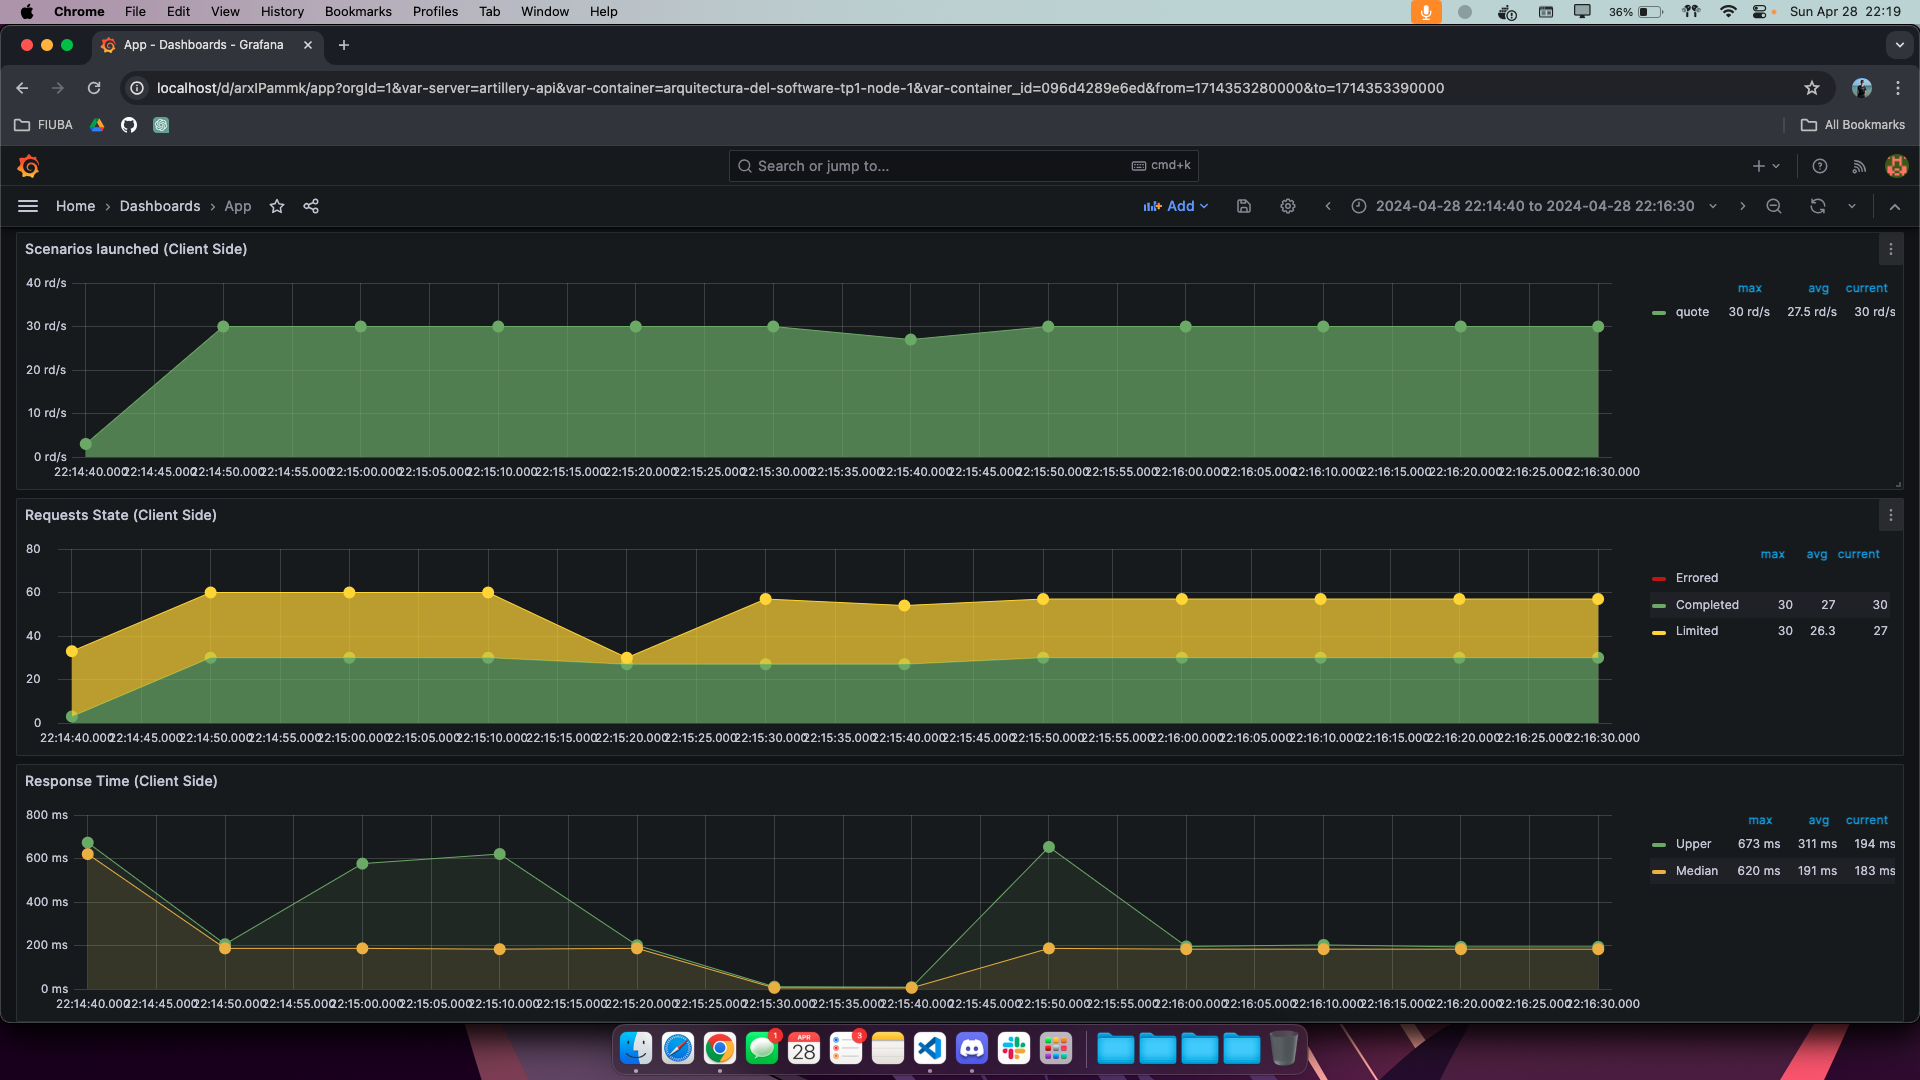 Chrome File Edit View History Bookmarks Profiles Tab Window Help 36% Sun Apr 28 22:19
App - Dashboards - Grafana
localhost/d/arxIPammk/app?orgId=1&var-server=artillery-api&var-container=arquitectura-del-software-tp1-node-1&var-container_id=096d4289e6ed&from=1714353280000&to=1714353390000
FIUBA All Bookmarks
Search or jump to... cmd+k
Home › Dashboards › App Add 2024-04-28 22:14:40 to 2024-04-28 22:16:30
Scenarios launched (Client Side)
40 rd/s
30 rd/s
20 rd/s
10 rd/s
0 rd/s
22:14:40.000 22:14:45.000 22:14:50.000 22:14:55.000 22:15:00.000 22:15:05.000 22:15:10.000 22:15:15.000 22:15:20.000 22:15:25.000 22:15:30.000 22:15:35.000 22:15:40.000 22:15:45.000 22:15:50.000 22:15:55.000 22:16:00.000 22:16:05.000 22:16:10.000 22:16:15.000 22:16:20.000 22:16:25.000 22:16:30.000
max avg current
quote 30 rd/s 27.5 rd/s 30 rd/s
Requests State (Client Side)
80
60
40
20
0
22:14:40.000 22:14:45.000 22:14:50.000 22:14:55.000 22:15:00.000 22:15:05.000 22:15:10.000 22:15:15.000 22:15:20.000 22:15:25.000 22:15:30.000 22:15:35.000 22:15:40.000 22:15:45.000 22:15:50.000 22:15:55.000 22:16:00.000 22:16:05.000 22:16:10.000 22:16:15.000 22:16:20.000 22:16:25.000 22:16:30.000
max avg current
Errored
Completed 30 27 30
Limited 30 26.3 27
Response Time (Client Side)
800 ms
600 ms
400 ms
200 ms
0 ms
22:14:40.000 22:14:45.000 22:14:50.000 22:14:55.000 22:15:00.000 22:15:05.000 22:15:10.000 22:15:15.000 22:15:20.000 22:15:25.000 22:15:30.000 22:15:35.000 22:15:40.000 22:15:45.000 22:15:50.000 22:15:55.000 22:16:00.000 22:16:05.000 22:16:10.000 22:16:15.000 22:16:20.000 22:16:25.000 22:16:30.000
max avg current
Upper 673 ms 311 ms 194 ms
Median 620 ms 191 ms 183 ms
1 APR 28 3